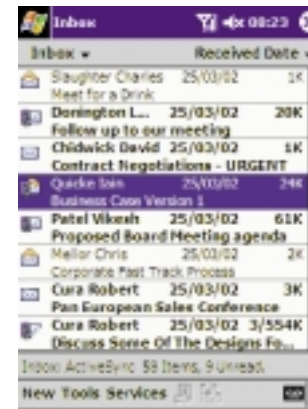 Inbox 08:23
Inbox Received Date
Slaughter Charles 25/03/02 1K
Meet for a Drink
Donington L... 25/03/02 20K
Follow up to our meeting
Chidwick David 25/03/02 1K
Contract Negotiations - URGENT
Quicke Iain 25/03/02 24K
Business Case Version 1
Patel Vikesh 25/03/02 61K
Proposed Board Meeting agenda
Mellor Chris 25/03/02 2K
Corporate Fast Track Process
Cura Robert 25/03/02 3K
Pan European Sales Conference
Cura Robert 25/03/02 3/554K
Discuss Some Of The Designs Fo...
Inbox: ActiveSync 59 Items, 9 unread.
New Tools Services